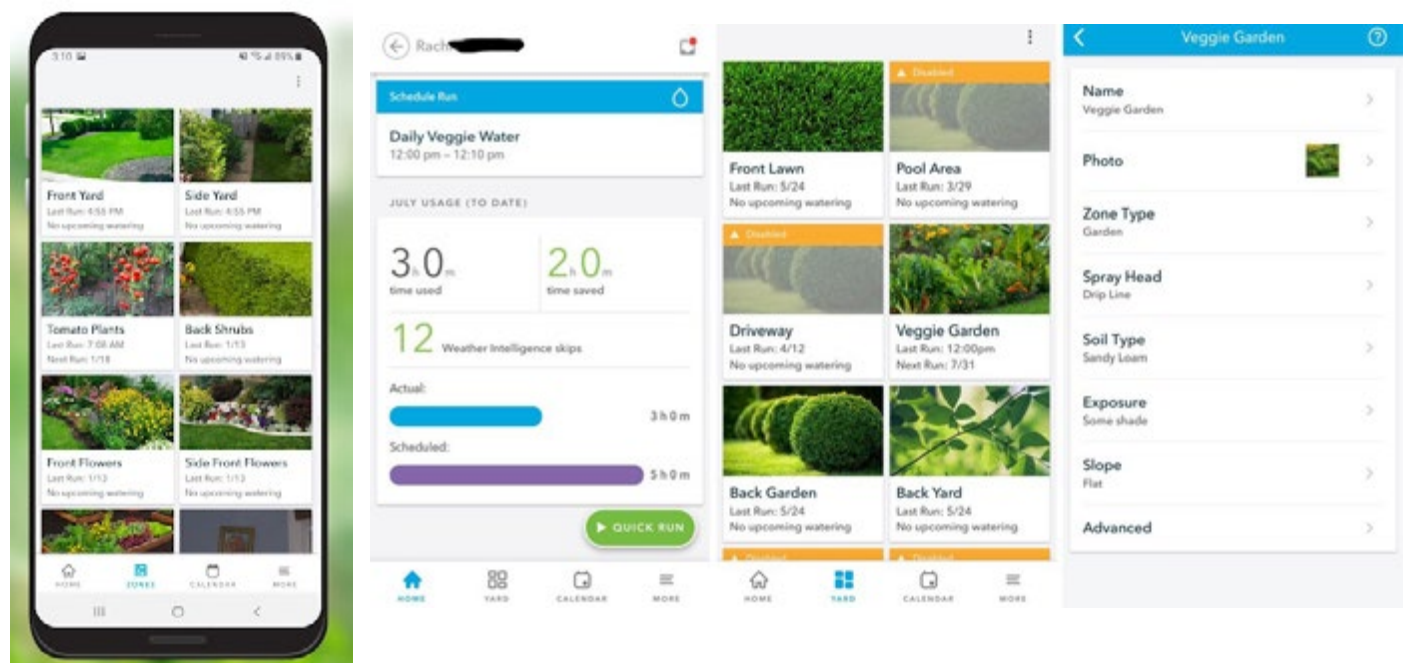 3:10
89%
Front Yard
Last Run: 4:55 PM
No upcoming watering
Side Yard
Last Run: 4:55 PM
No upcoming watering
Tomato Plants
Last Run: 7:08 AM
Next Run: 1/18
Back Shrubs
Last Run: 1/13
No upcoming watering
Front Flowers
Last Run: 1/13
No upcoming watering
Side Front Flowers
Last Run: 1/13
No upcoming watering
HOME
ZONES
CALENDAR
MORE
Rach
Schedule Run
Daily Veggie Water
12:00 pm – 12:10 pm
JULY USAGE (TO DATE)
3h 0m
time used
2h 0m
time saved
12 Weather Intelligence skips
Actual:
3 h 0 m
Scheduled:
5 h 0 m
QUICK RUN
HOME
YARD
CALENDAR
MORE
Front Lawn
Last Run: 5/24
No upcoming watering
Disabled
Pool Area
Last Run: 3/29
No upcoming watering
Disabled
Driveway
Last Run: 4/12
No upcoming watering
Veggie Garden
Last Run: 12:00pm
Next Run: 7/31
Back Garden
Last Run: 5/24
No upcoming watering
Back Yard
Last Run: 5/24
No upcoming watering
Disabled
Disabled
HOME
YARD
CALENDAR
MORE
Veggie Garden
Name
Veggie Garden
Photo
Zone Type
Garden
Spray Head
Drip Line
Soil Type
Sandy Loam
Exposure
Some shade
Slope
Flat
Advanced